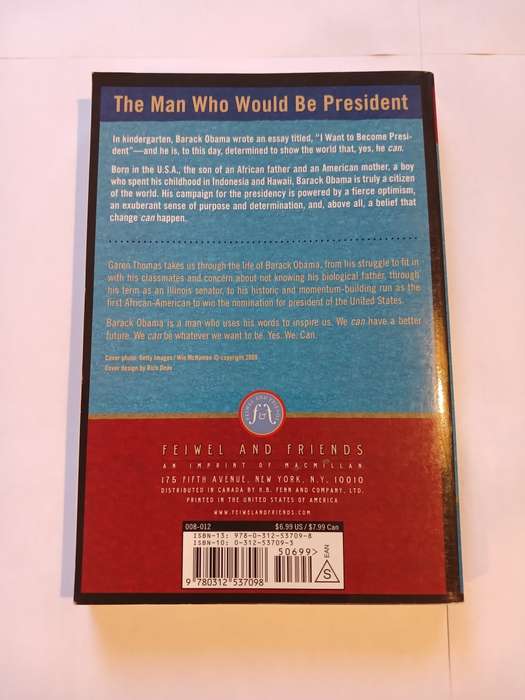 The Man Who Would Be President
In kindergarten, Barack Obama wrote an essay titled, "I Want to Become Presi-
dent"—and he is, to this day, determined to show the world that, yes, he can.
Born in the U.S.A., the son of an African father and an American mother, a boy
who spent his childhood in Indonesia and Hawaii, Barack Obama is truly a citizen
of the world. His campaign for the presidency is powered by a fierce optimism,
an exuberant sense of purpose and determination, and, above all, a belief that
change can happen.
Garen Thomas takes us through the life of Barack Obama, from his struggle to fit in
with his classmates and concern about not knowing his biological father, through
his term as an Illinois senator, to his historic and momentum-building run as the
first African-American to win the nomination for president of the United States.
Barack Obama is a man who uses his words to inspire us. We can have a better
future. We can be whatever we want to be. Yes. We. Can.
Cover photo: Getty Images / Win McNamee © copyright 2008
Cover design by Rich Deas
FEIWEL AND FRIENDS
f&f
FEIWEL AND FRIENDS
AN IMPRINT OF MACMILLAN
175 FIFTH AVENUE, NEW YORK, N.Y. 10010
DISTRIBUTED IN CANADA BY H.B. FENN AND COMPANY, LTD.
PRINTED IN THE UNITED STATES OF AMERICA
WWW.FEIWELANDFRIENDS.COM
008-012 $6.99 US / $7.99 Can
ISBN-13: 978-0-312-53709-8
ISBN-10: 0-312-53709-3
50699>
EAN
S
9 780312 537098